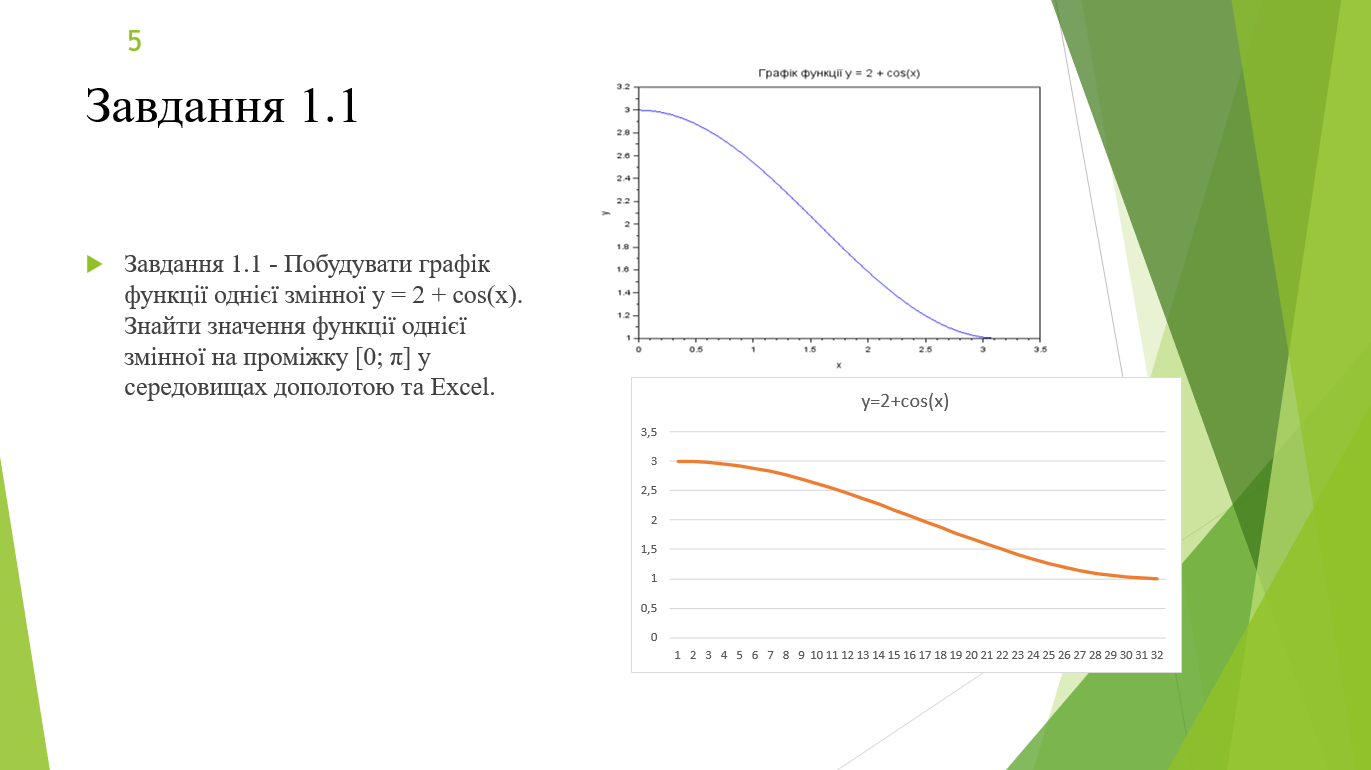 5
Завдання 1.1
Завдання 1.1 - Побудувати графік
функції однієї змінної y = 2 + cos(x).
Знайти значення функції однієї
змінної на проміжку [0; π] у
середовищах дополотою та Excel.
Графік функції y = 2 + cos(x)
3.2
3
2.8
2.6
2.4
2.2
2
1.8
1.6
1.4
1.2
1
y
0 0.5 1 1.5 2 2.5 3 3.5
x
y=2+cos(x)
3,5
3
2,5
2
1,5
1
0,5
0
1 2 3 4 5 6 7 8 9 10 11 12 13 14 15 16 17 18 19 20 21 22 23 24 25 26 27 28 29 30 31 32